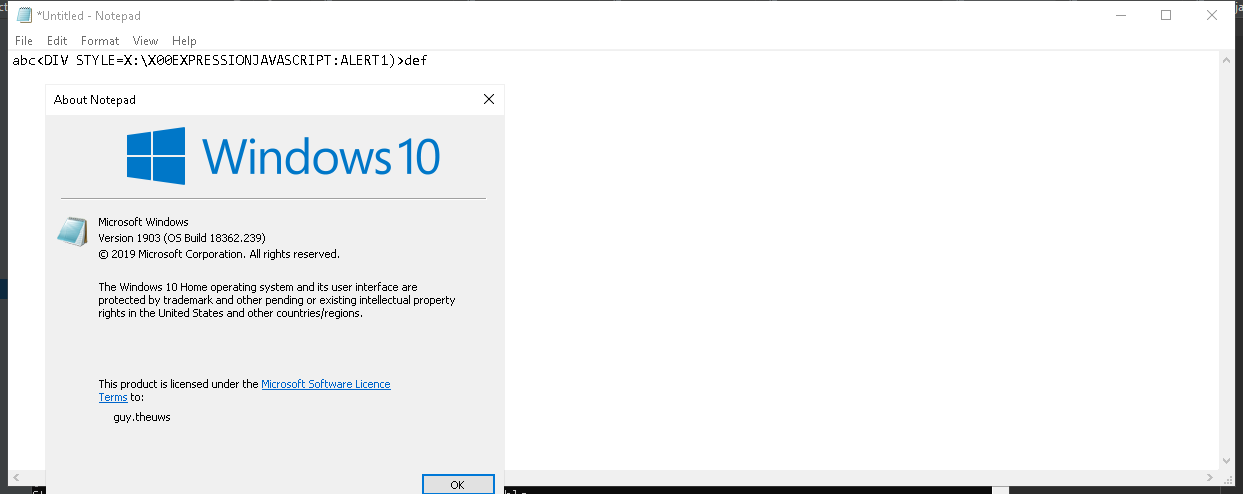 *Untitled - Notepad
File Edit Format View Help
abc<DIV STYLE=X:\X00EXPRESSIONJAVASCRIPT:ALERT1)>def
About Notepad
Windows 10
Microsoft Windows
Version 1903 (OS Build 18362.239)
© 2019 Microsoft Corporation. All rights reserved.
The Windows 10 Home operating system and its user interface are
protected by trademark and other pending or existing intellectual property
rights in the United States and other countries/regions.
This product is licensed under the Microsoft Software Licence
Terms to:
guy.theuws
OK